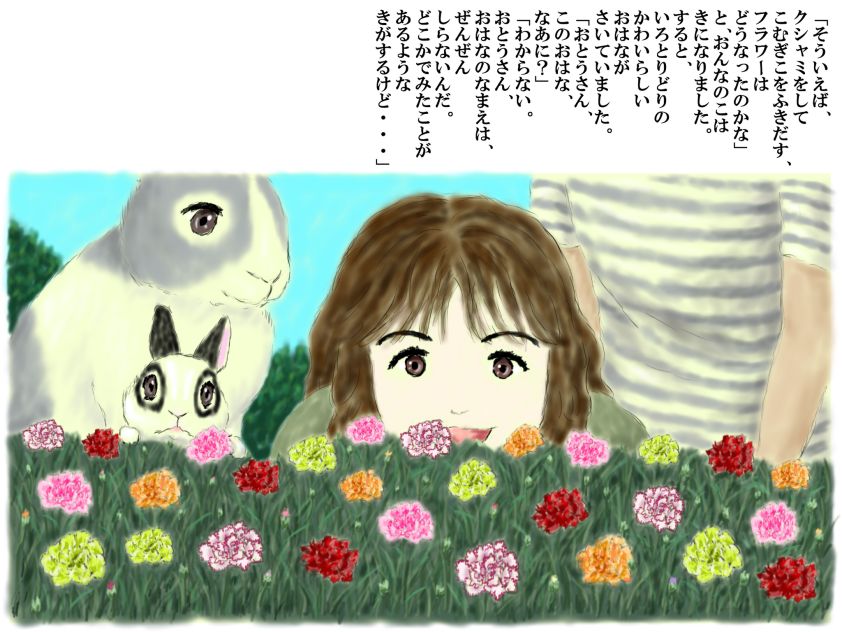 「そういえば、
クシャミをして
こむぎこをふきだす、
フラワーは
どうなったのかな」
と、おんなのこは
きになりました。
すると、
いろとりどりの
かわいらしい
おはなが
さいていました。
「おとうさん、
このおはな、
なあに？」
「わからない。
おとうさん、
おはなのなまえは、
ぜんぜん
しらないんだ。
どこかでみたことが
あるような
きがするけど・・・」